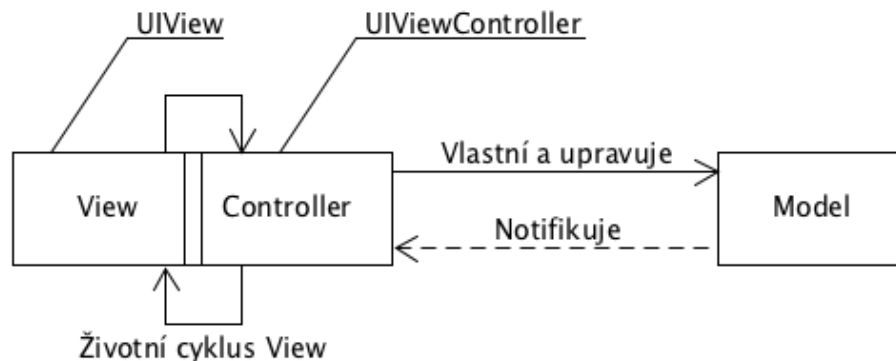 UIView
UIViewController
Vlastní a upravuje
View
Controller
Model
Notifikuje
Životní cyklus View